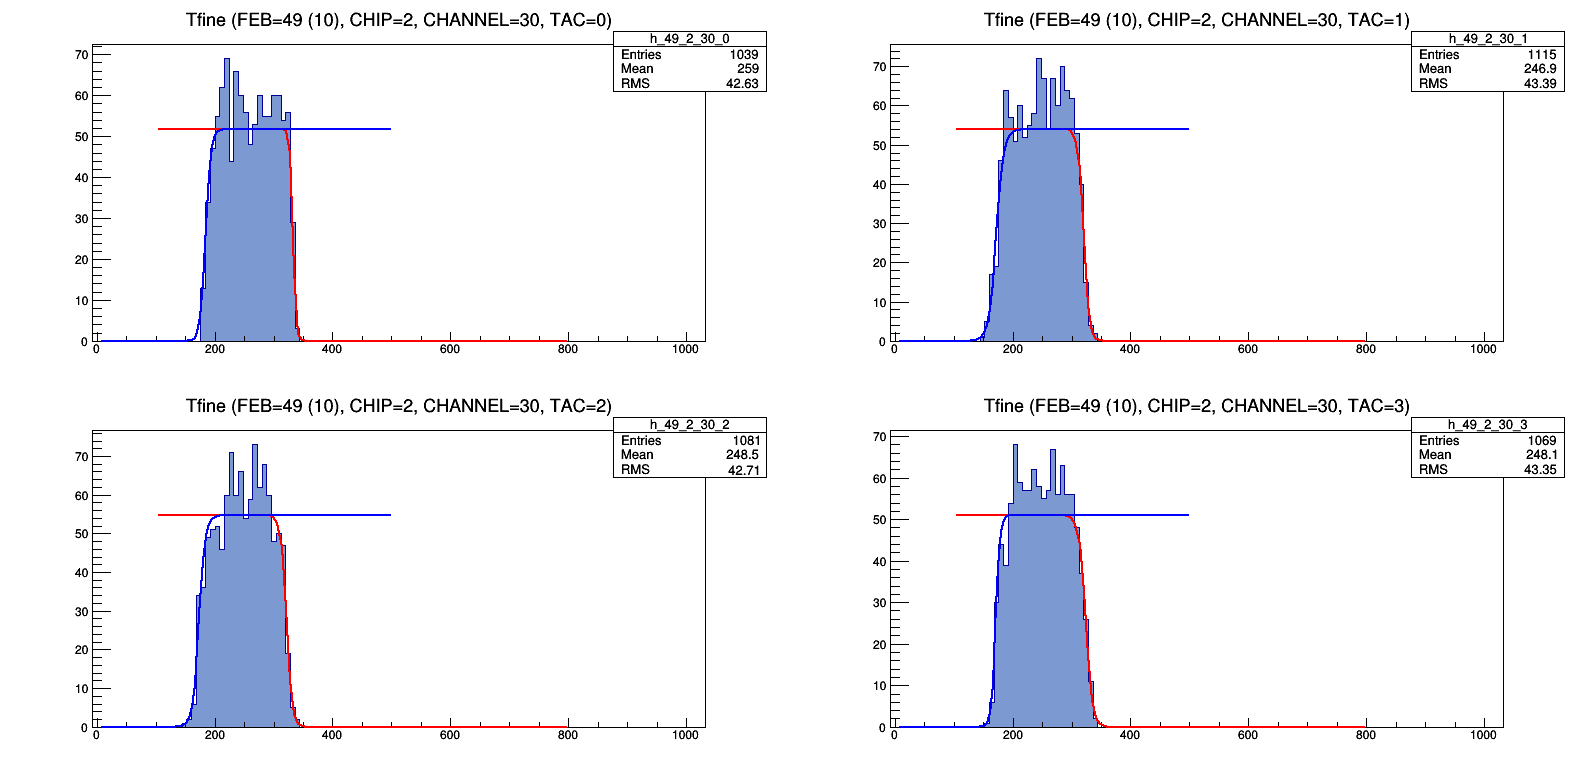 Tfine (FEB=49 (10), CHIP=2, CHANNEL=30, TAC=0)
h_49_2_30_0
Entries 1039
Mean 259
RMS 42.63
70
60
50
40
30
20
10
0
0 200 400 600 800 1000
Tfine (FEB=49 (10), CHIP=2, CHANNEL=30, TAC=1)
h_49_2_30_1
Entries 1115
Mean 246.9
RMS 43.39
70
60
50
40
30
20
10
0
0 200 400 600 800 1000
Tfine (FEB=49 (10), CHIP=2, CHANNEL=30, TAC=2)
h_49_2_30_2
Entries 1081
Mean 248.5
RMS 42.71
70
60
50
40
30
20
10
0
0 200 400 600 800 1000
Tfine (FEB=49 (10), CHIP=2, CHANNEL=30, TAC=3)
h_49_2_30_3
Entries 1069
Mean 248.1
RMS 43.35
70
60
50
40
30
20
10
0
0 200 400 600 800 1000